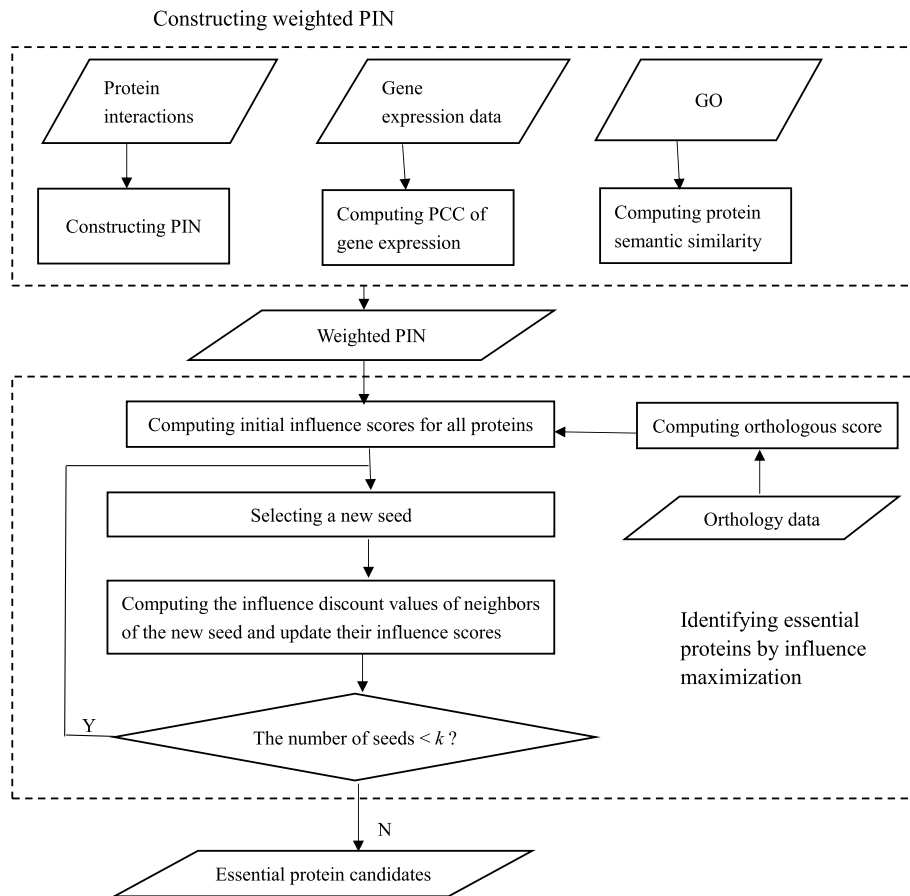 Constructing weighted PIN
Protein
interactions
Gene
expression data
GO
Constructing PIN
Computing PCC of
gene expression
Computing protein
semantic similarity
Weighted PIN
Computing initial influence scores for all proteins
Computing orthologous score
Selecting a new seed
Orthology data
Computing the influence discount values of neighbors
of the new seed and update their influence scores
Identifying essential
proteins by influence
maximization
Y
The number of seeds < k ?
N
Essential protein candidates